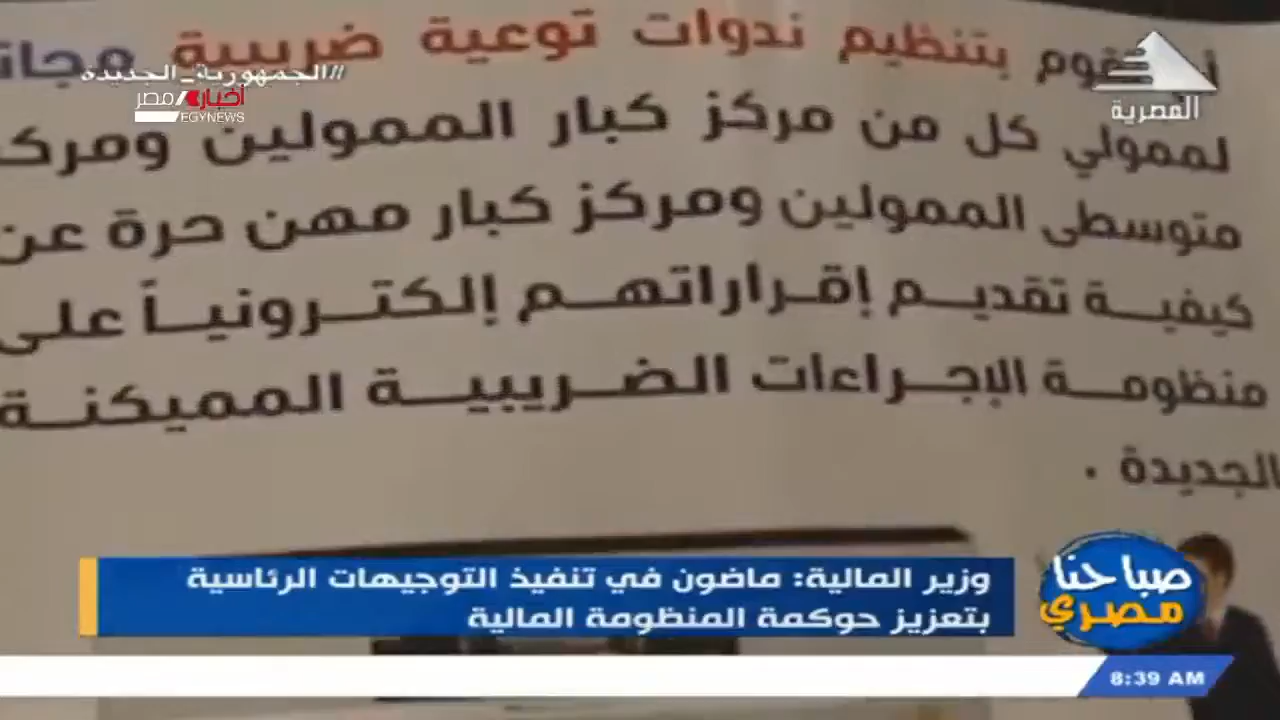 تقوم بتنظيم ندوات توعية ضريبية
#الجمهورية_الجديدة
أخبار مصر
EGYNEWS
المصرية
لممولي كل من مركز كبار الممولين ومركز
متوسطى الممولين ومركز كبار مهن حرة عن
كيفية تقديم إقراراتهم إلكترونياً على
منظومة الإجراءات الضريبية المميكنة
الجديدة .
وزير المالية: ماضون في تنفيذ التوجيهات الرئاسية
بتعزيز حوكمة المنظومة المالية
صباحنا
مصري
8:39 AM